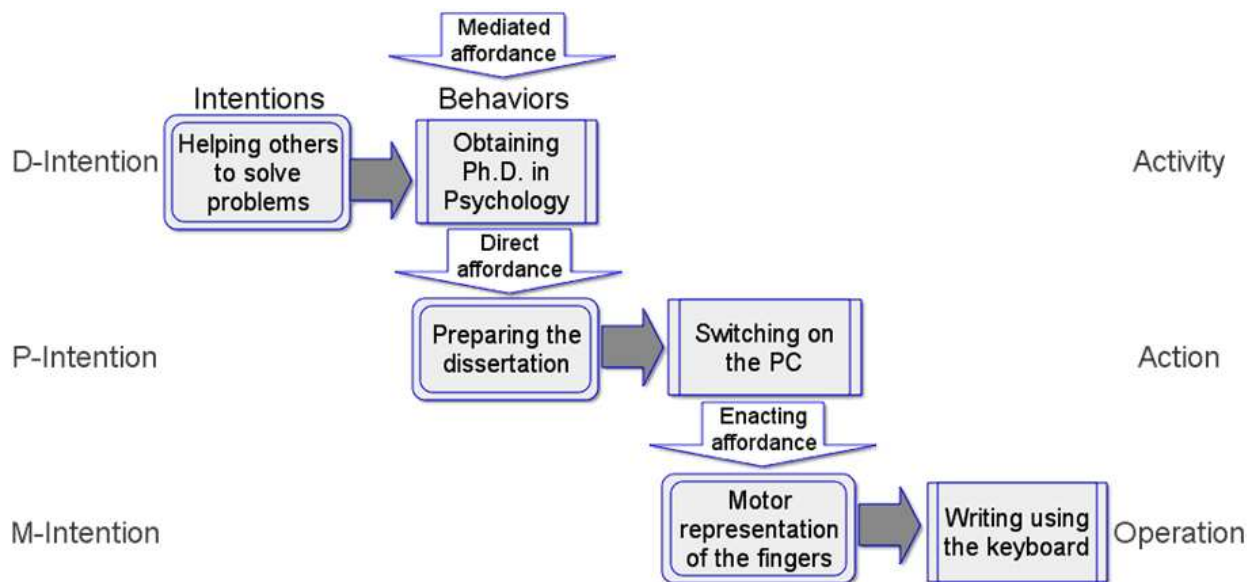 Mediated
affordance
Intentions
Behaviors
D-Intention
Helping others
to solve
problems
Obtaining
Ph.D. in
Psychology
Activity
Direct
affordance
P-Intention
Preparing the
dissertation
Switching on
the PC
Action
Enacting
affordance
M-Intention
Motor
representation
of the fingers
Writing using
the keyboard
Operation